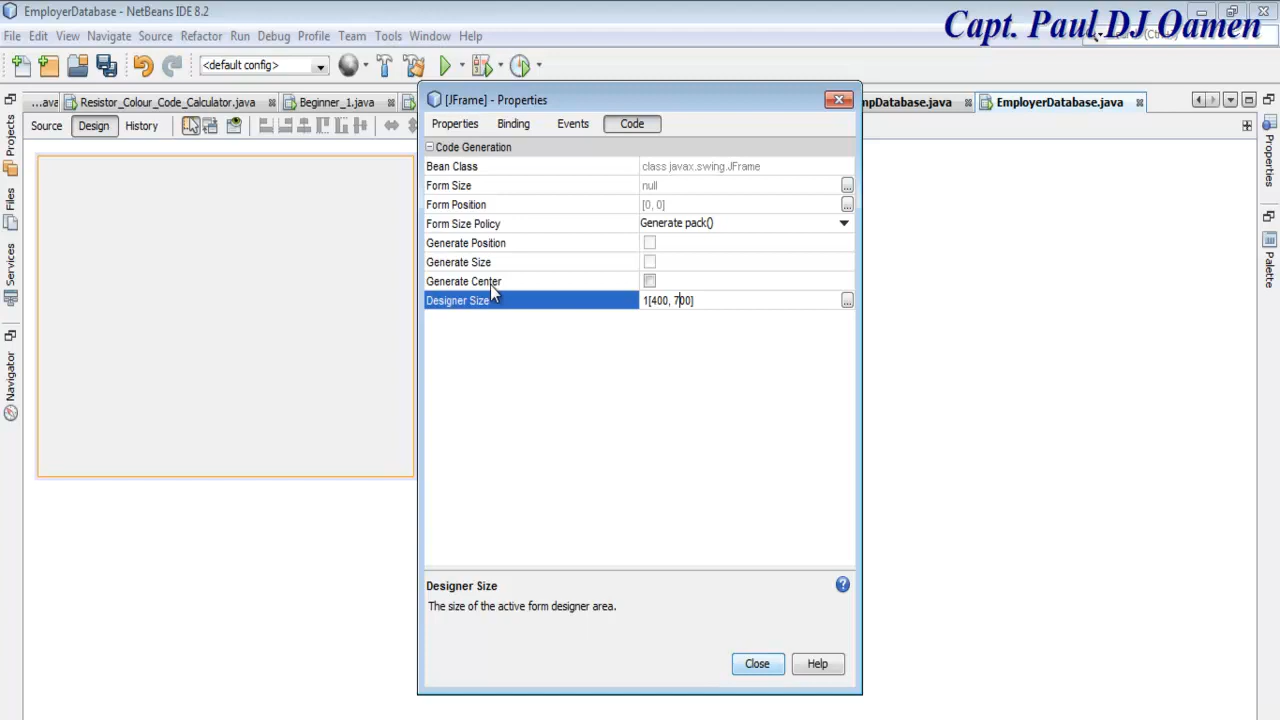 EmployerDatabase - NetBeans IDE 8.2
Capt. Paul DJ Oamen
File Edit View Navigate Source Refactor Run Debug Profile Team Tools Window Help
<default config>
...ava Resistor_Colour_Code_Calculator.java Beginner_1.java mpDatabase.java EmployerDatabase.java
Source Design History
[JFrame] - Properties
Properties Binding Events Code
Code Generation
Bean Class class javax.swing.JFrame
Form Size null ...
Form Position [0, 0] ...
Form Size Policy Generate pack()
Generate Position
Generate Size
Generate Center
Designer Size 1[400, 700] ...
Designer Size
The size of the active form designer area.
Close Help
Projects
Files
Services
Navigator
Properties
Palette